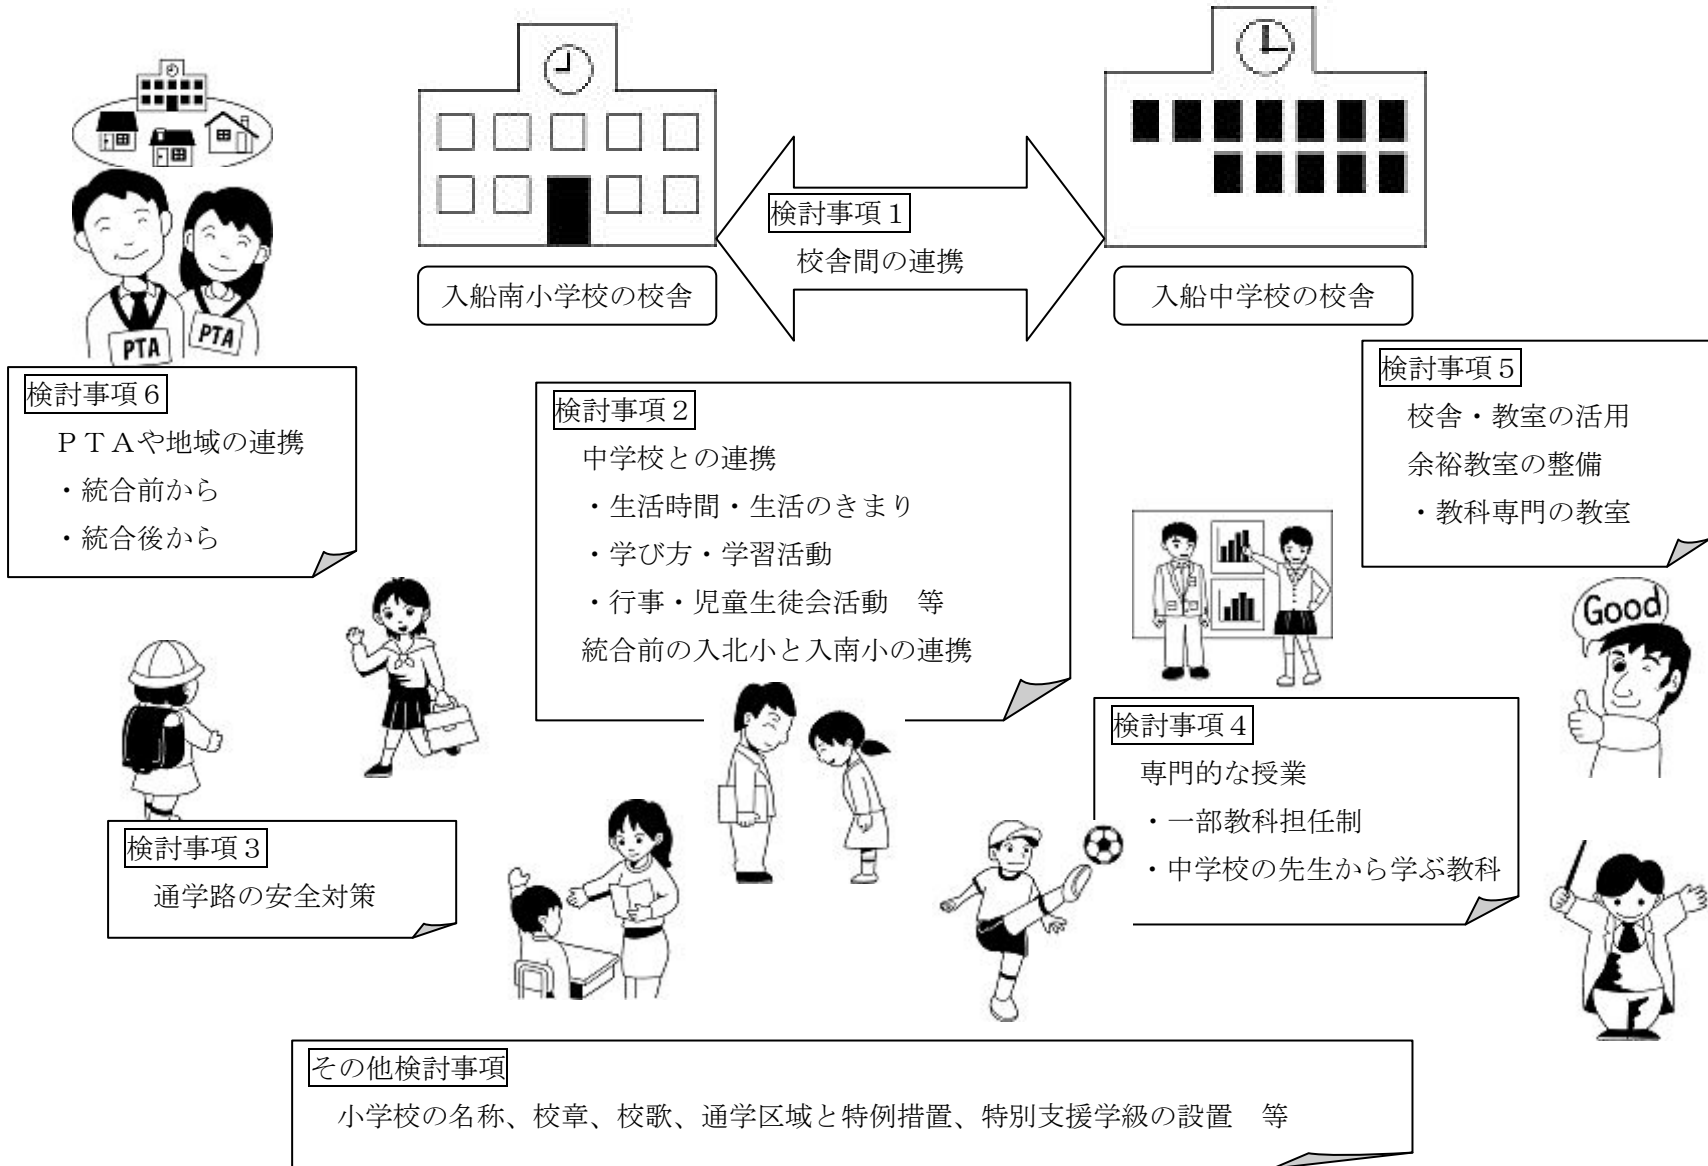 検討事項１
校舎間の連携
入船南小学校の校舎
入船中学校の校舎
PTA
PTA
検討事項６
ＰＴＡや地域の連携
・統合前から
・統合後から
検討事項２
中学校との連携
・生活時間・生活のきまり
・学び方・学習活動
・行事・児童生徒会活動　等
統合前の入北小と入南小の連携
検討事項５
校舎・教室の活用
余裕教室の整備
・教科専門の教室
Good
検討事項３
通学路の安全対策
検討事項４
専門的な授業
・一部教科担任制
・中学校の先生から学ぶ教科
その他検討事項
小学校の名称、校章、校歌、通学区域と特例措置、特別支援学級の設置　等